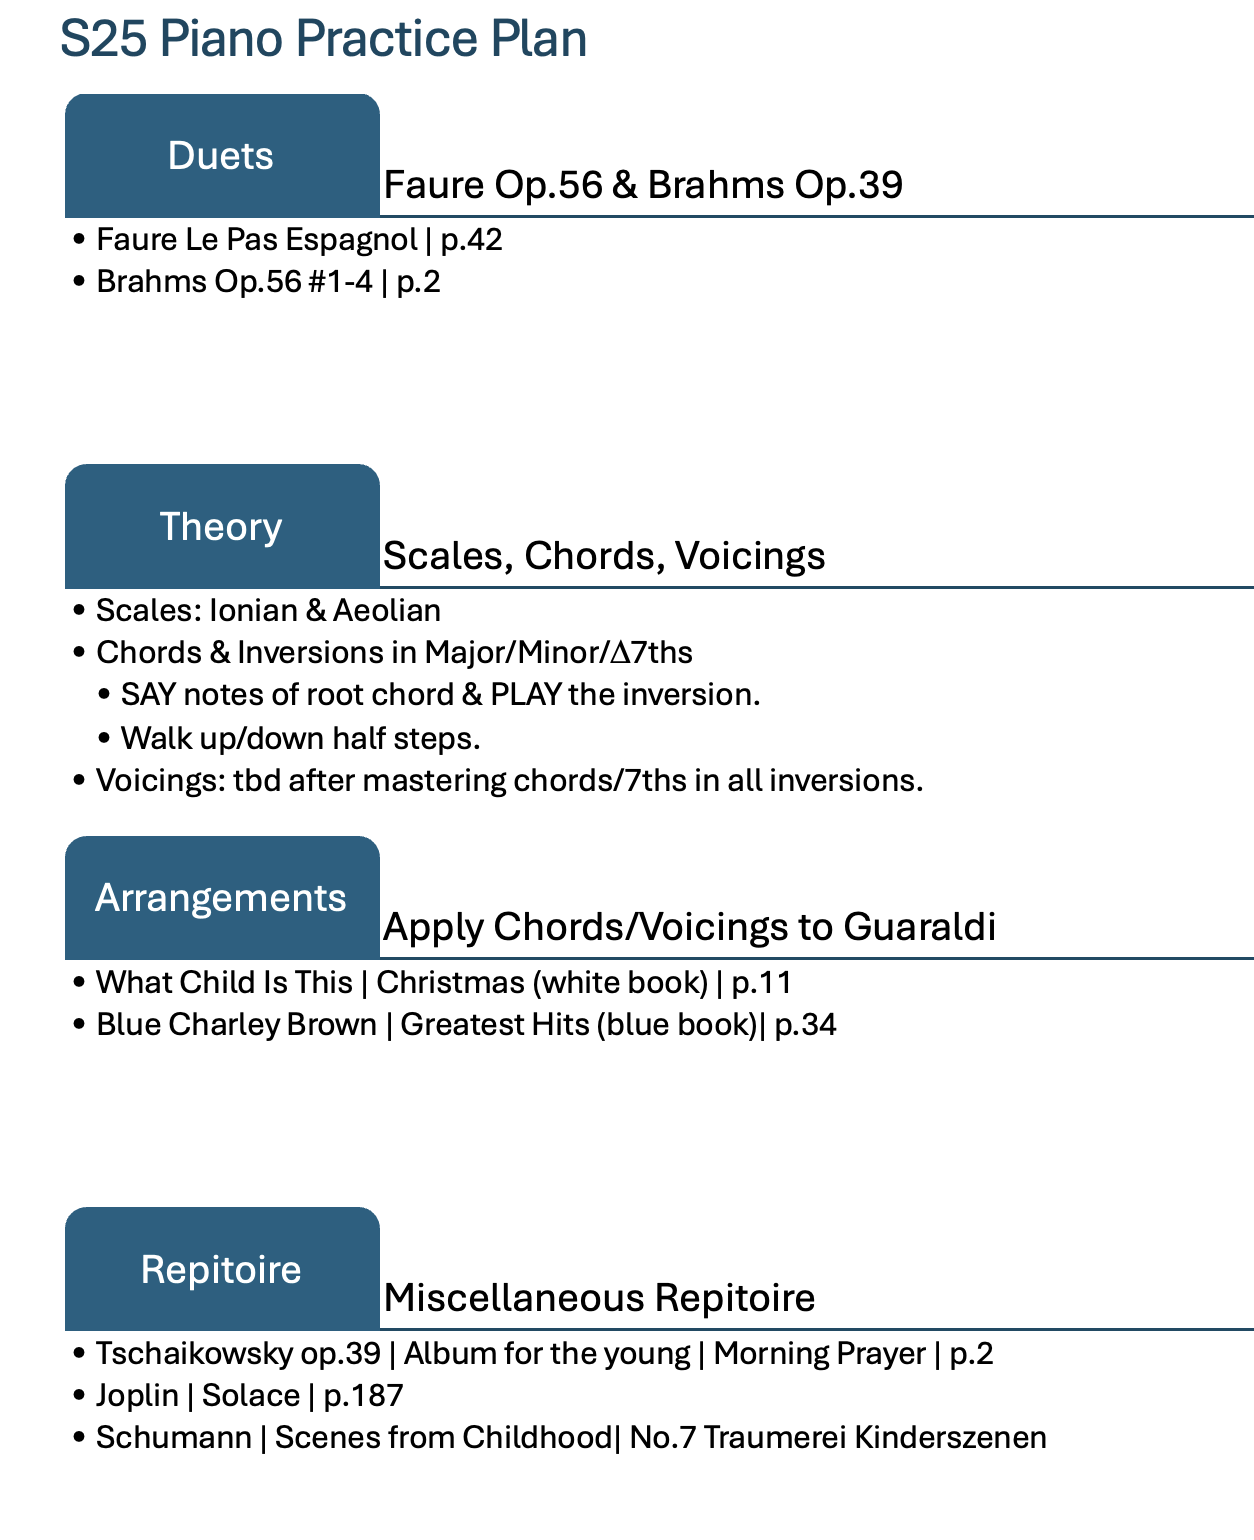 S25 Piano Practice Plan
Duets
Faure Op.56 & Brahms Op.39
• Faure Le Pas Espagnol | p.42
• Brahms Op.56 #1-4 | p.2
Theory
Scales, Chords, Voicings
• Scales: Ionian & Aeolian
• Chords & Inversions in Major/Minor/∆7ths
• SAY notes of root chord & PLAY the inversion.
• Walk up/down half steps.
• Voicings: tbd after mastering chords/7ths in all inversions.
Arrangements
Apply Chords/Voicings to Guaraldi
• What Child Is This | Christmas (white book) | p.11
• Blue Charley Brown | Greatest Hits (blue book)| p.34
Repitoire
Miscellaneous Repitoire
• Tschaikowsky op.39 | Album for the young | Morning Prayer | p.2
• Joplin | Solace | p.187
• Schumann | Scenes from Childhood| No.7 Traumerei Kinderszenen